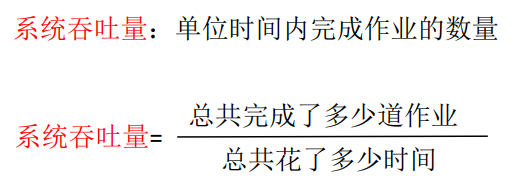 系统吞吐量：单位时间内完成作业的数量
系统吞吐量=
总共完成了多少道作业
总共花了多少时间